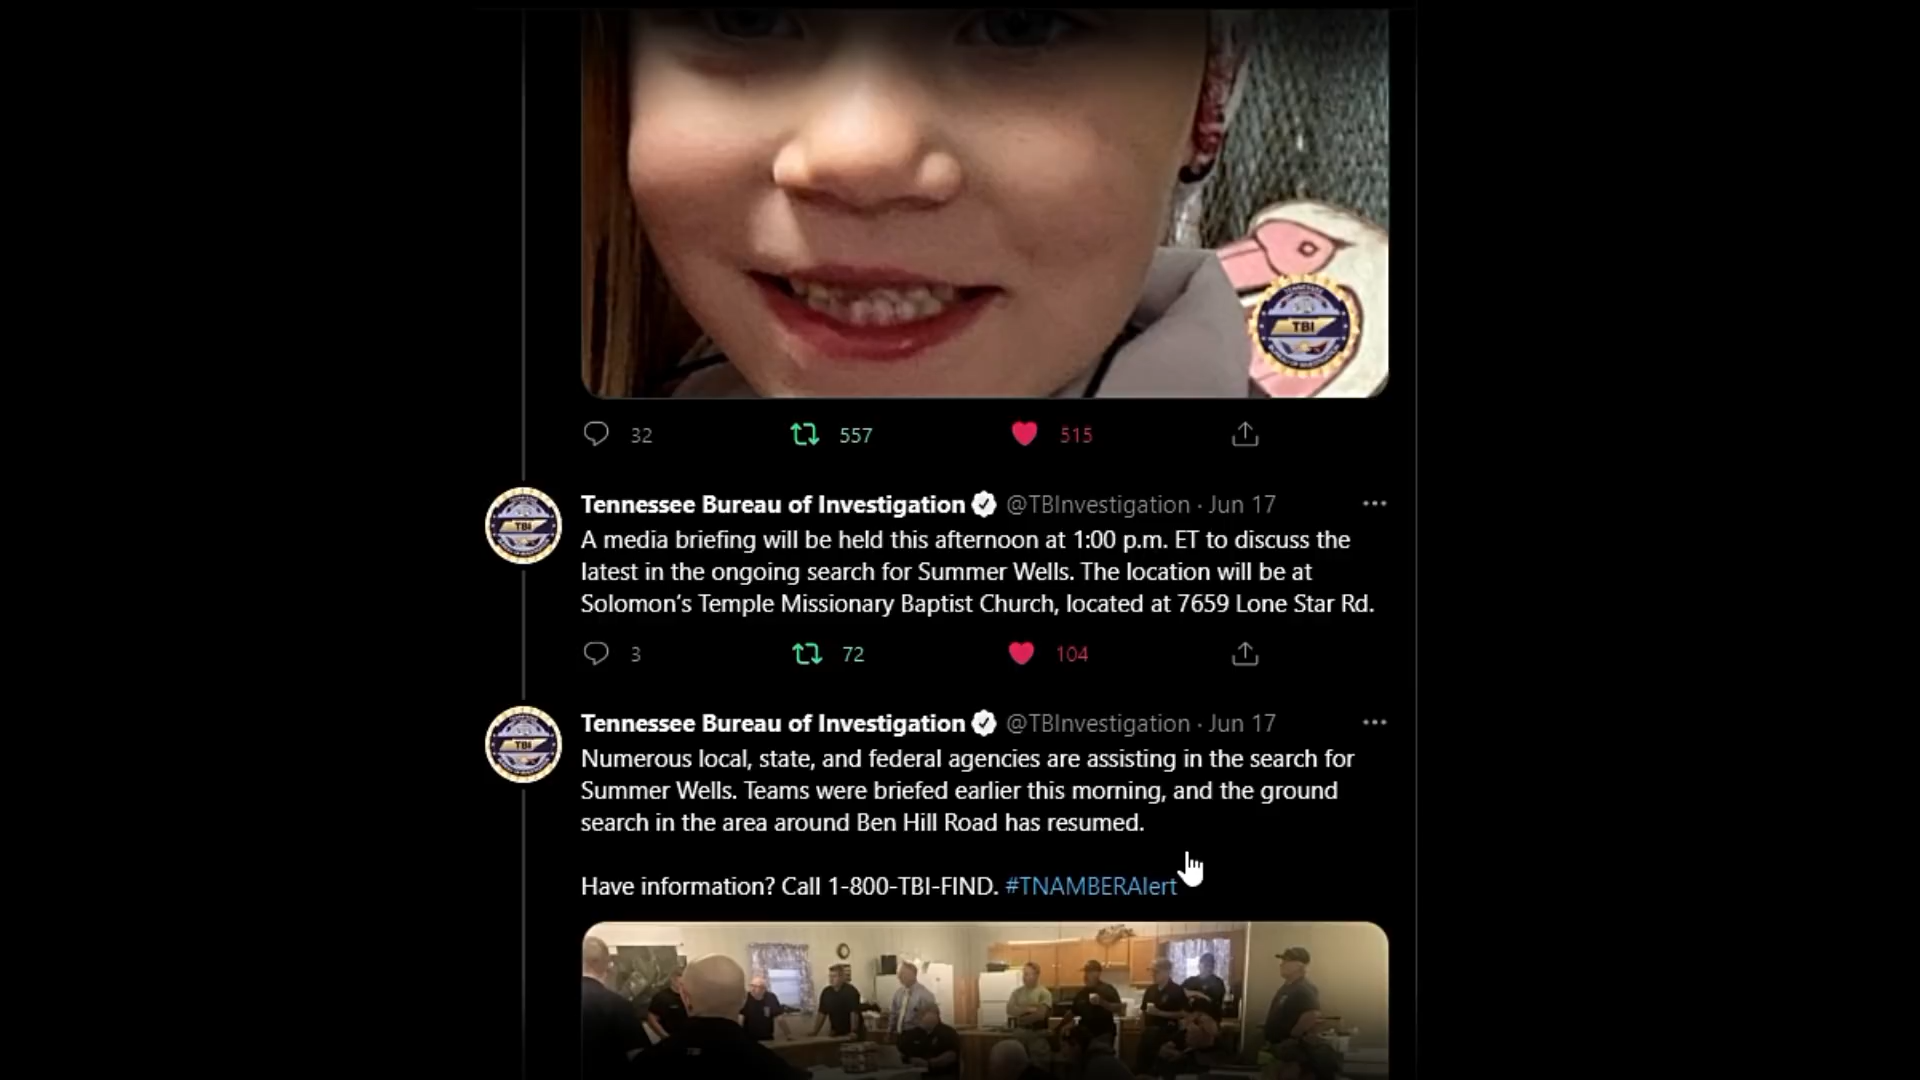 TBI
32
557
515
Tennessee Bureau of Investigation @TBInvestigation · Jun 17
A media briefing will be held this afternoon at 1:00 p.m. ET to discuss the
latest in the ongoing search for Summer Wells. The location will be at
Solomon's Temple Missionary Baptist Church, located at 7659 Lone Star Rd.
TBI
3
72
104
Tennessee Bureau of Investigation @TBInvestigation · Jun 17
Numerous local, state, and federal agencies are assisting in the search for
Summer Wells. Teams were briefed earlier this morning, and the ground
search in the area around Ben Hill Road has resumed.
TBI
Have information? Call 1-800-TBI-FIND. #TNAMBERAlert